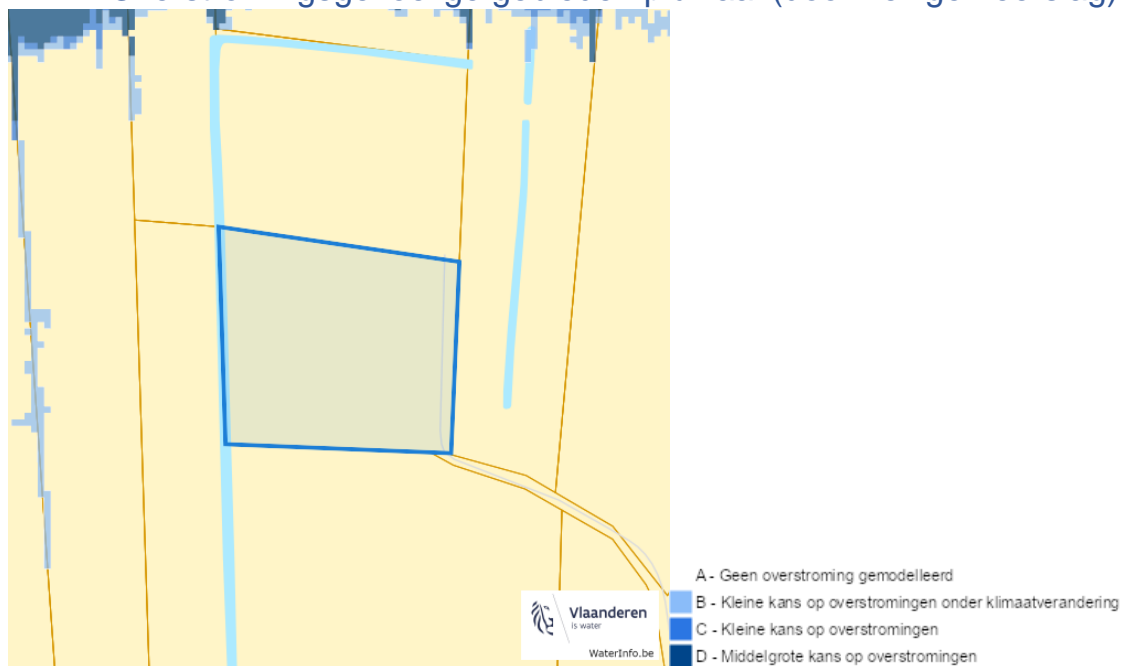 (door
Vlaanderen
is water
WaterInfo.be
A - Geen overstroming gemodelleerd
B - Kleine kans op overstromingen onder klimaatverandering
C - Kleine kans op overstromingen
D - Middelgrote kans op overstromingen